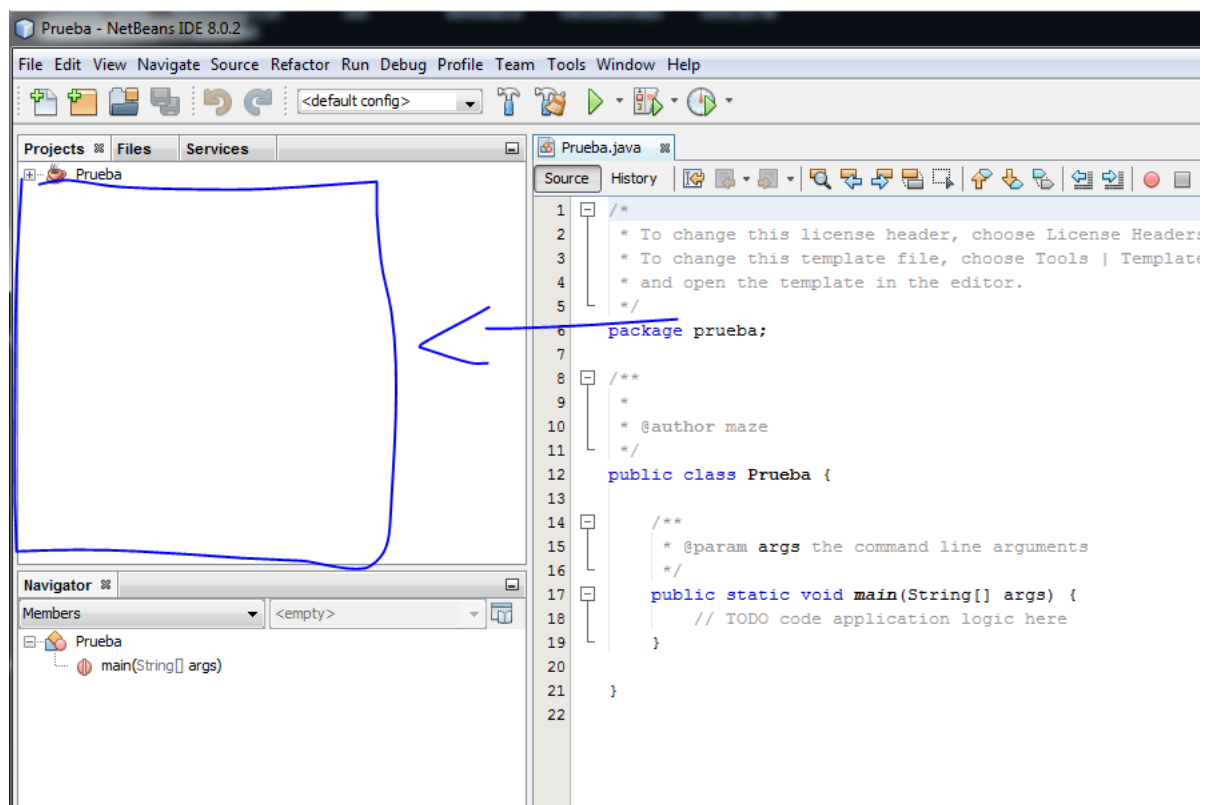 Prueba - NetBeans IDE 8.0.2
File Edit View Navigate Source Refactor Run Debug Profile Team Tools Window Help
<default config>
Projects Files Services
Prueba
Prueba.java
Source History
1 /*
2 * To change this license header, choose License Headers
3 * To change this template file, choose Tools | Template
4 * and open the template in the editor.
5 */
6 package prueba;
7
8 /**
9 *
10 * @author maze
11 */
12 public class Prueba {
13
14 /**
15 * @param args the command line arguments
16 */
17 public static void main(String[] args) {
18 // TODO code application logic here
19 }
20
21 }
22
Navigator
Members <empty>
Prueba
main(String[] args)